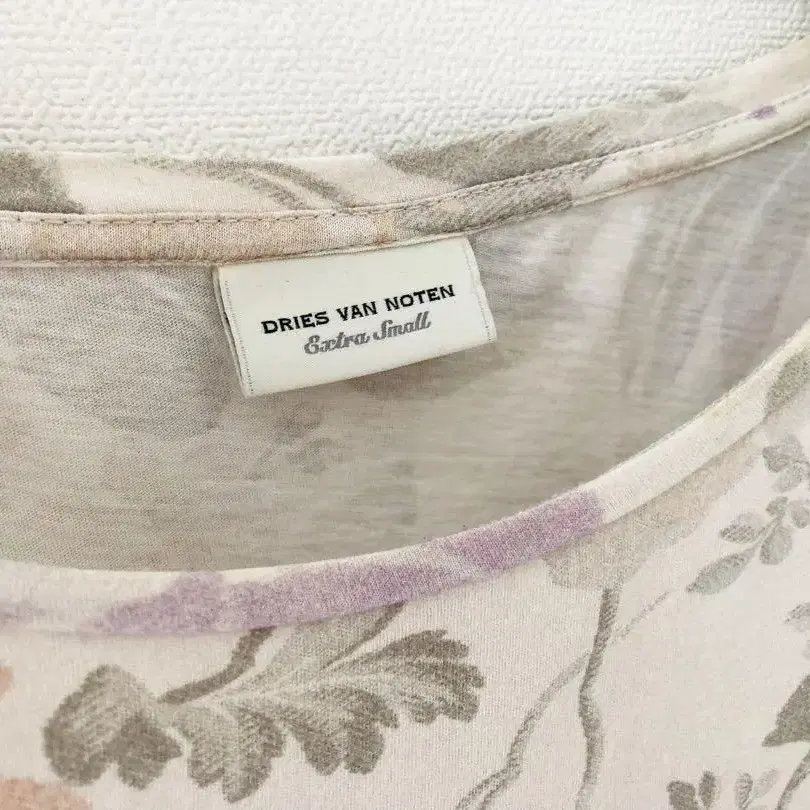 DRIES VAN NOTEN
Extra Small